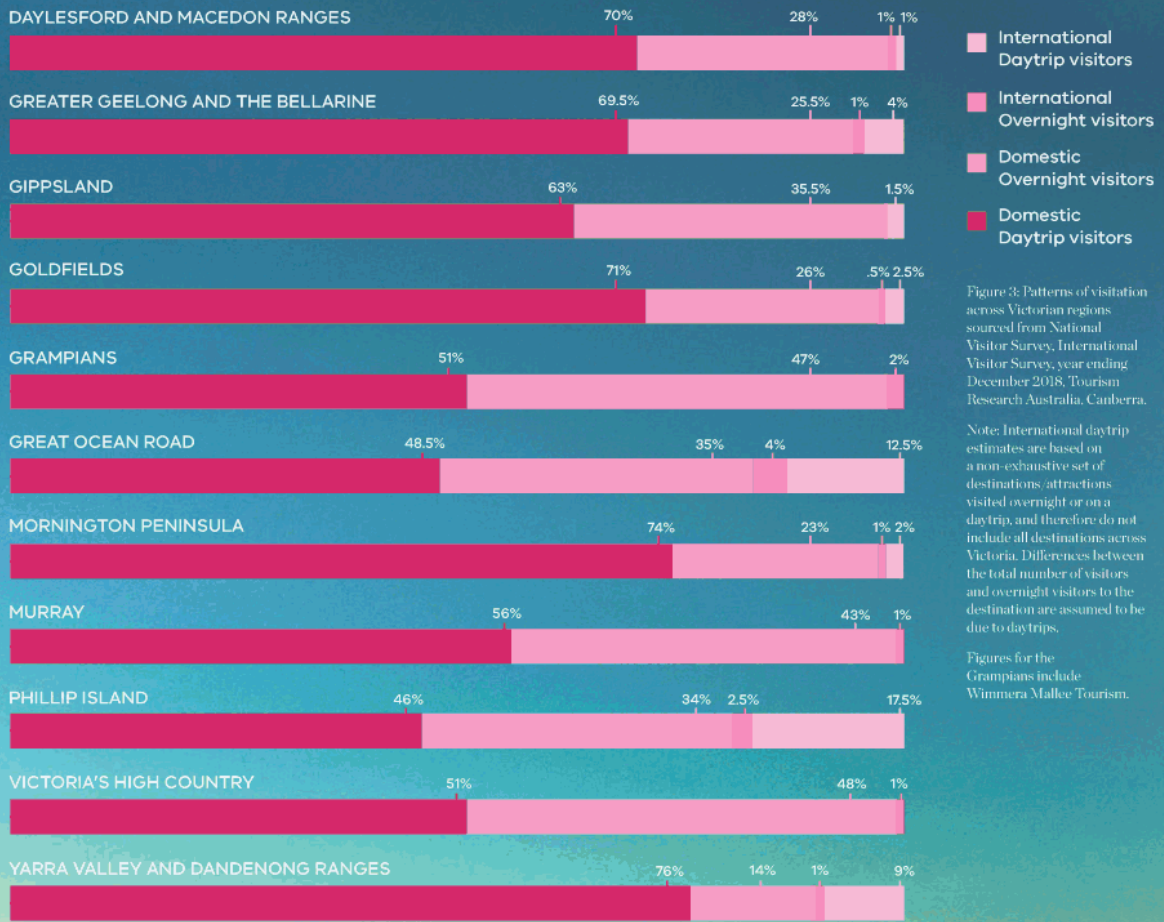 DAYLESFORD AND MACEDON RANGES
70% 28% 1% 1%
GREATER GEELONG AND THE BELLARINE
69.5% 25.5% 1% 4%
GIPPSLAND
63% 35.5% 1.5%
GOLDFIELDS
71% 26% .5% 2.5%
GRAMPIANS
51% 47% 2%
GREAT OCEAN ROAD
48.5% 35% 4% 12.5%
MORNINGTON PENINSULA
74% 23% 1% 2%
MURRAY
56% 43% 1%
PHILLIP ISLAND
46% 34% 2.5% 17.5%
VICTORIA'S HIGH COUNTRY
51% 48% 1%
YARRA VALLEY AND DANDENONG RANGES
76% 14% 1% 9%
International
Daytrip visitors
International
Overnight visitors
Domestic
Overnight visitors
Domestic
Daytrip visitors
Figure 3: Patterns of visitation
across Victorian regions
sourced from National
Visitor Survey, International
Visitor Survey, year ending
December 2018, Tourism
Research Australia, Canberra.
Note: International daytrip
estimates are based on
a non-exhaustive set of
destinations/attractions
visited overnight or on a
daytrip, and therefore do not
include all destinations across
Victoria. Differences between
the total number of visitors
and overnight visitors to the
destination are assumed to be
due to daytrips.
Figures for the
Grampians include
Wimmera Mallee Tourism.